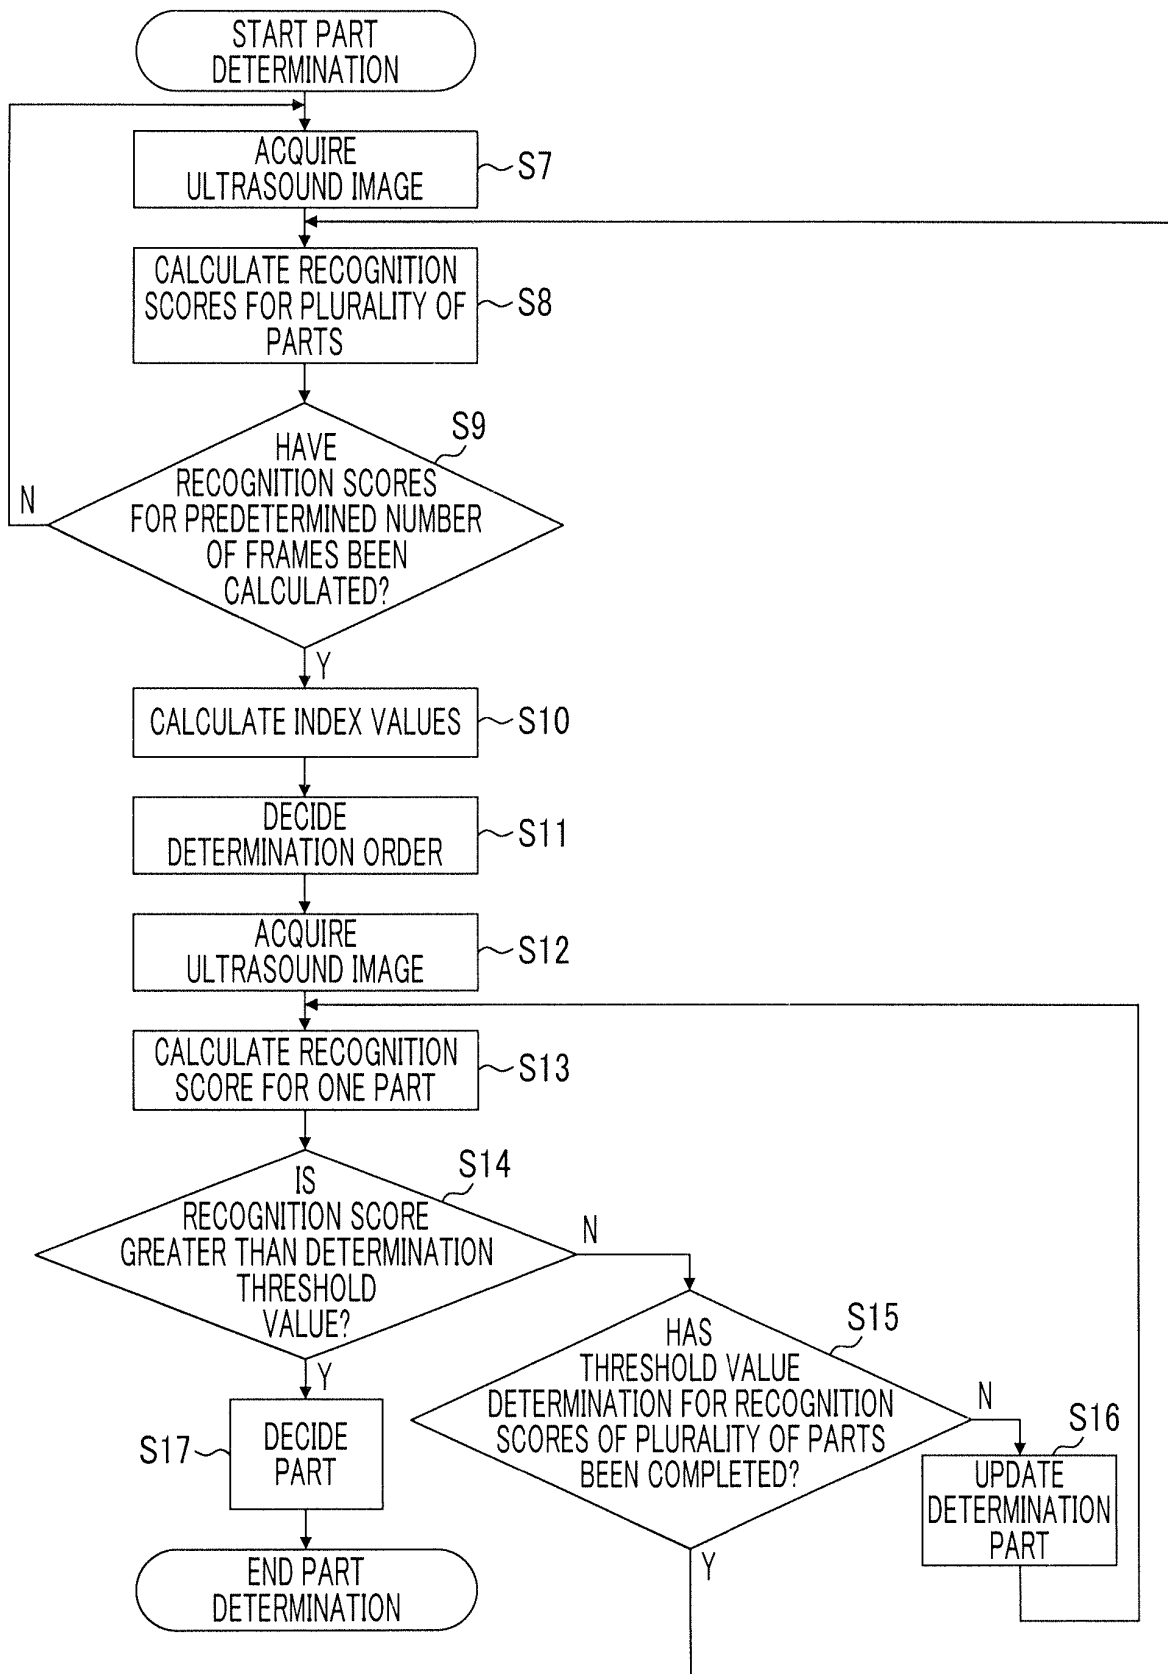 START PART
DETERMINATION
ACQUIRE
ULTRASOUND IMAGE
S7
CALCULATE RECOGNITION
SCORES FOR PLURALITY OF
PARTS
S8
S9
HAVE
RECOGNITION SCORES
FOR PREDETERMINED NUMBER
OF FRAMES BEEN
CALCULATED?
N
Y
CALCULATE INDEX VALUES
S10
DECIDE
DETERMINATION ORDER
S11
ACQUIRE
ULTRASOUND IMAGE
S12
CALCULATE RECOGNITION
SCORE FOR ONE PART
S13
S14
IS
RECOGNITION SCORE
GREATER THAN DETERMINATION
THRESHOLD
VALUE?
N
Y
S15
HAS
THRESHOLD VALUE
DETERMINATION FOR RECOGNITION
SCORES OF PLURALITY OF PARTS
BEEN COMPLETED?
N
Y
S16
UPDATE
DETERMINATION
PART
S17
DECIDE
PART
END PART
DETERMINATION